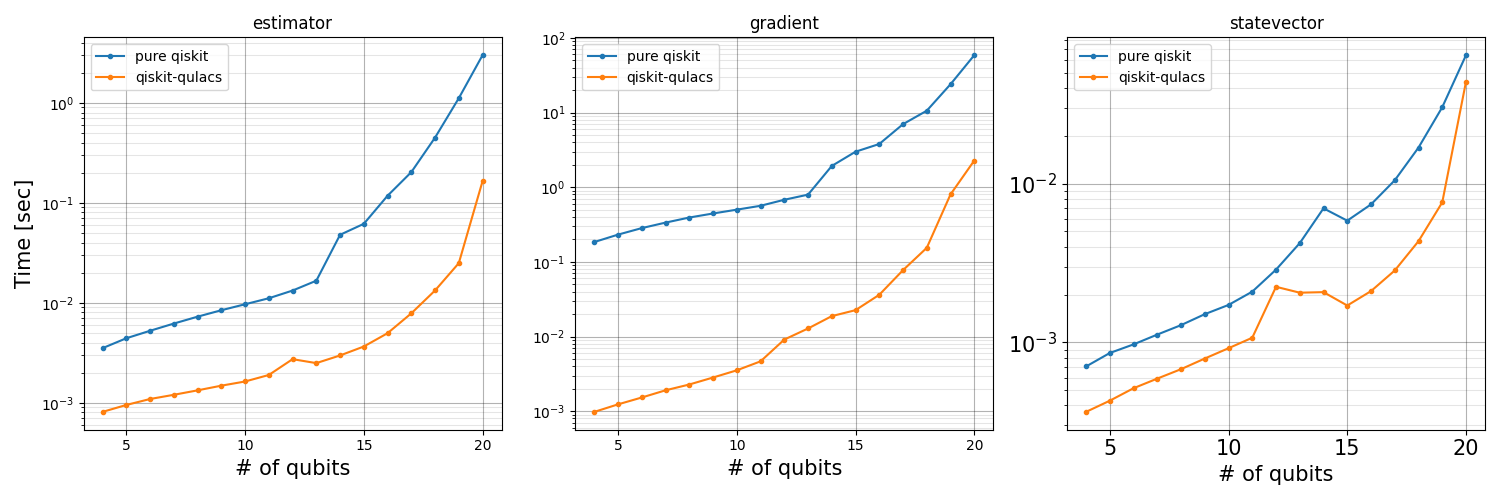 estimator
pure qiskit
qiskit-qulacs
Time [sec]
10⁰
10⁻¹
10⁻²
10⁻³
5 10 15 20
# of qubits
gradient
pure qiskit
qiskit-qulacs
10²
10¹
10⁰
10⁻¹
10⁻²
10⁻³
5 10 15 20
# of qubits
statevector
pure qiskit
qiskit-qulacs
10⁻²
10⁻³
5 10 15 20
# of qubits